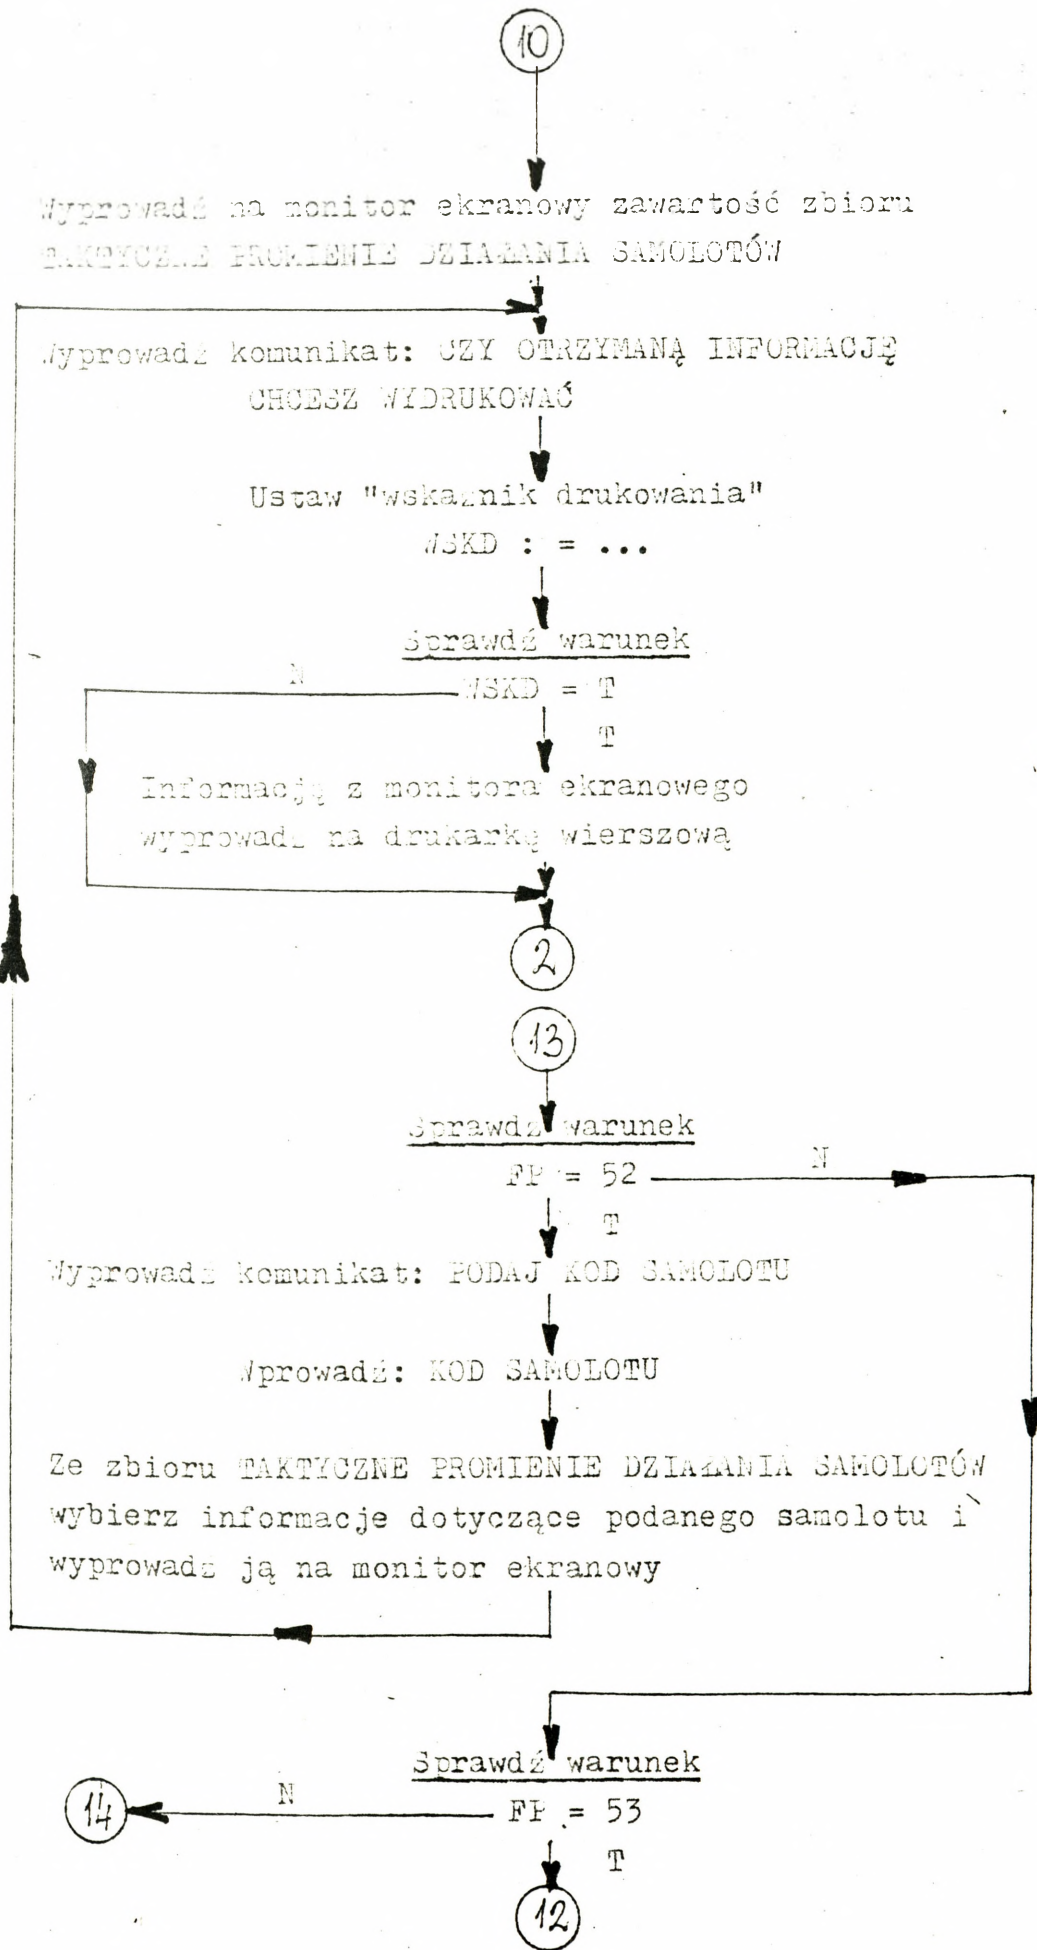 10
Wyprowadź na monitor ekranowy zawartość zbioru
TAKTYCZNE PROMIENIE DZIAŁANIA SAMOLOTÓW
Wyprowadź komunikat: CZY OTRZYMANĄ INFORMACJĘ
CHCESZ WYDRUKOWAĆ
Ustaw "wskaźnik drukowania"
WSKD : = ...
Sprawdź warunek
N
WSKD = T
T
Informację z monitora ekranowego
wyprowadź na drukarkę wierszową
2
13
Sprawdź warunek
FP = 52
N
T
Wyprowadź komunikat: PODAJ KOD SAMOLOTU
Wprowadź: KOD SAMOLOTU
Ze zbioru TAKTYCZNE PROMIENIE DZIAŁANIA SAMOLOTÓW
wybierz informacje dotyczące podanego samolotu i
wyprowadź ją na monitor ekranowy
Sprawdź warunek
14
N
FP = 53
T
12